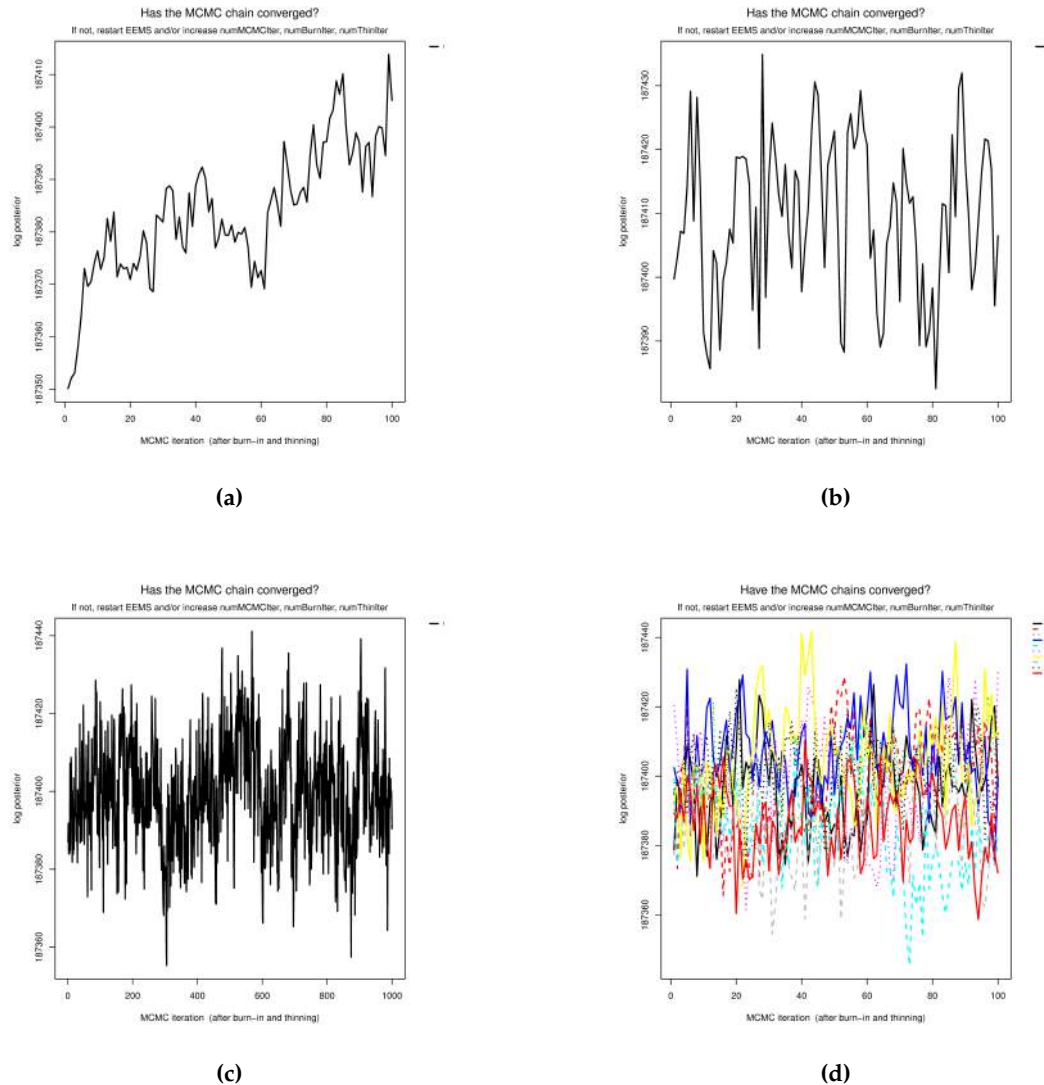 Has the MCMC chain converged?
If not, restart EEMS and/or increase numMCMCIter, numBurnIter, numThinIter
log posterior
187410
187400
187390
187380
187370
187360
187350
0 20 40 60 80 100
MCMC iteration (after burn-in and thinning)
(a)
Has the MCMC chain converged?
If not, restart EEMS and/or increase numMCMCIter, numBurnIter, numThinIter
log posterior
187430
187420
187410
187400
187390
0 20 40 60 80 100
MCMC iteration (after burn-in and thinning)
(b)
Has the MCMC chain converged?
If not, restart EEMS and/or increase numMCMCIter, numBurnIter, numThinIter
log posterior
187440
187420
187400
187380
187360
0 200 400 600 800 1000
MCMC iteration (after burn-in and thinning)
(c)
Have the MCMC chains converged?
If not, restart EEMS and/or increase numMCMCIter, numBurnIter, numThinIter
log posterior
187440
187420
187400
187380
187360
0 20 40 60 80 100
MCMC iteration (after burn-in and thinning)
(d)